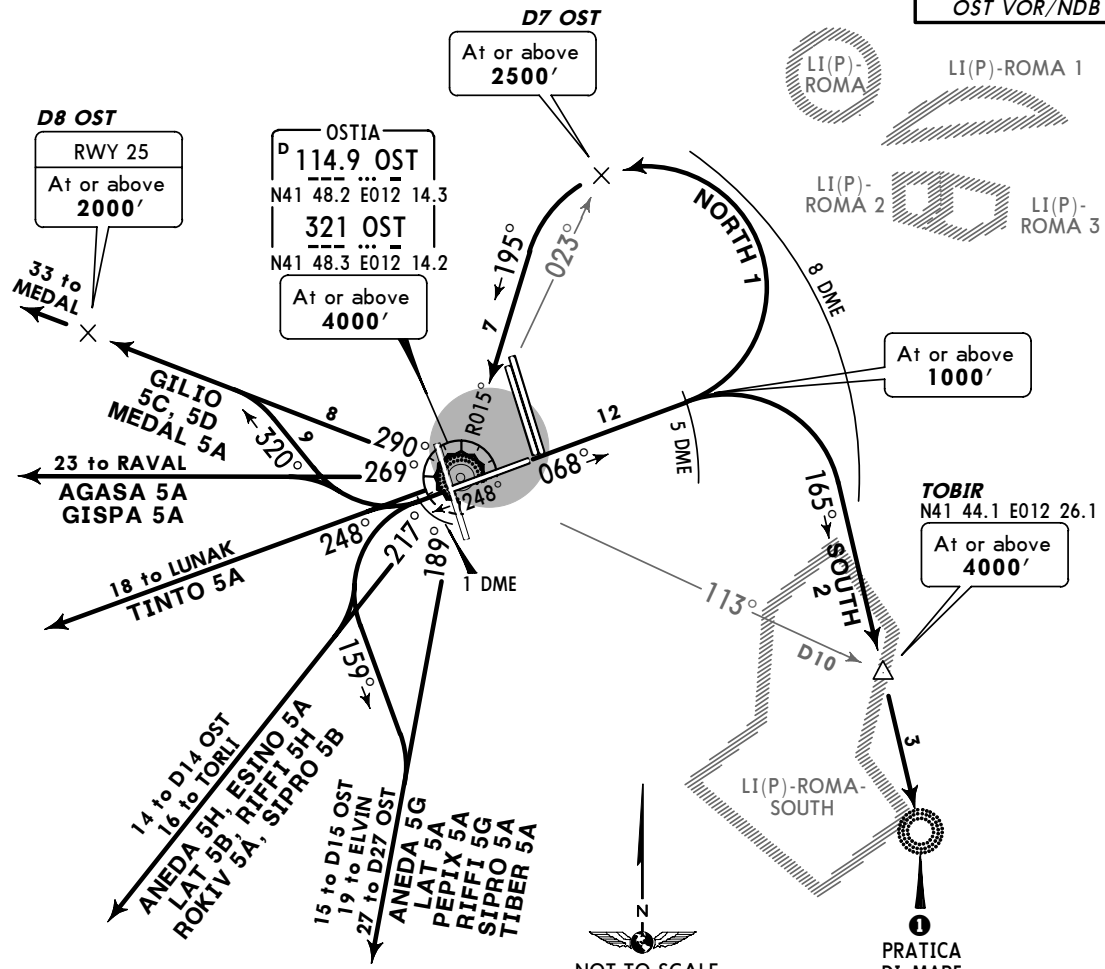 OST VOR/NDB
D7 OST
At or above
2500′
LI(P)-
ROMA
LI(P)-ROMA 1
LI(P)-
ROMA 2
LI(P)-
ROMA 3
D8 OST
RWY 25
At or above
2000′
OSTIA
D 114.9 OST
N41 48.2 E012 14.3
321 OST
N41 48.3 E012 14.2
At or above
4000′
NORTH 1
8 DME
195°
023°
7
33 to
MEDAL
At or above
1000′
GILIO
5C, 5D
MEDAL 5A
8
9
290°
320°
R015°
12
5 DME
23 to RAVAL
269°
068°
AGASA 5A
GISPA 5A
248°
248°
217°
189°
1 DME
18 to LUNAK
TINTO 5A
165°
SOUTH
2
TOBIR
N41 44.1 E012 26.1
At or above
4000′
113°
D10
159°
3
14 to D14 OST
16 to TORLI
ANEDA 5H, ESINO 5A
LAT 5B, RIFFI 5H
ROKIV 5A, SIPRO 5B
15 to D15 OST
19 to ELVIN
27 to D27 OST
ANEDA 5G
LAT 5A
PEPIX 5A
RIFFI 5G
SIPRO 5A
TIBER 5A
LI(P)-ROMA-
SOUTH
N
NOT TO SCALE
1
PRATICA
DI MARE